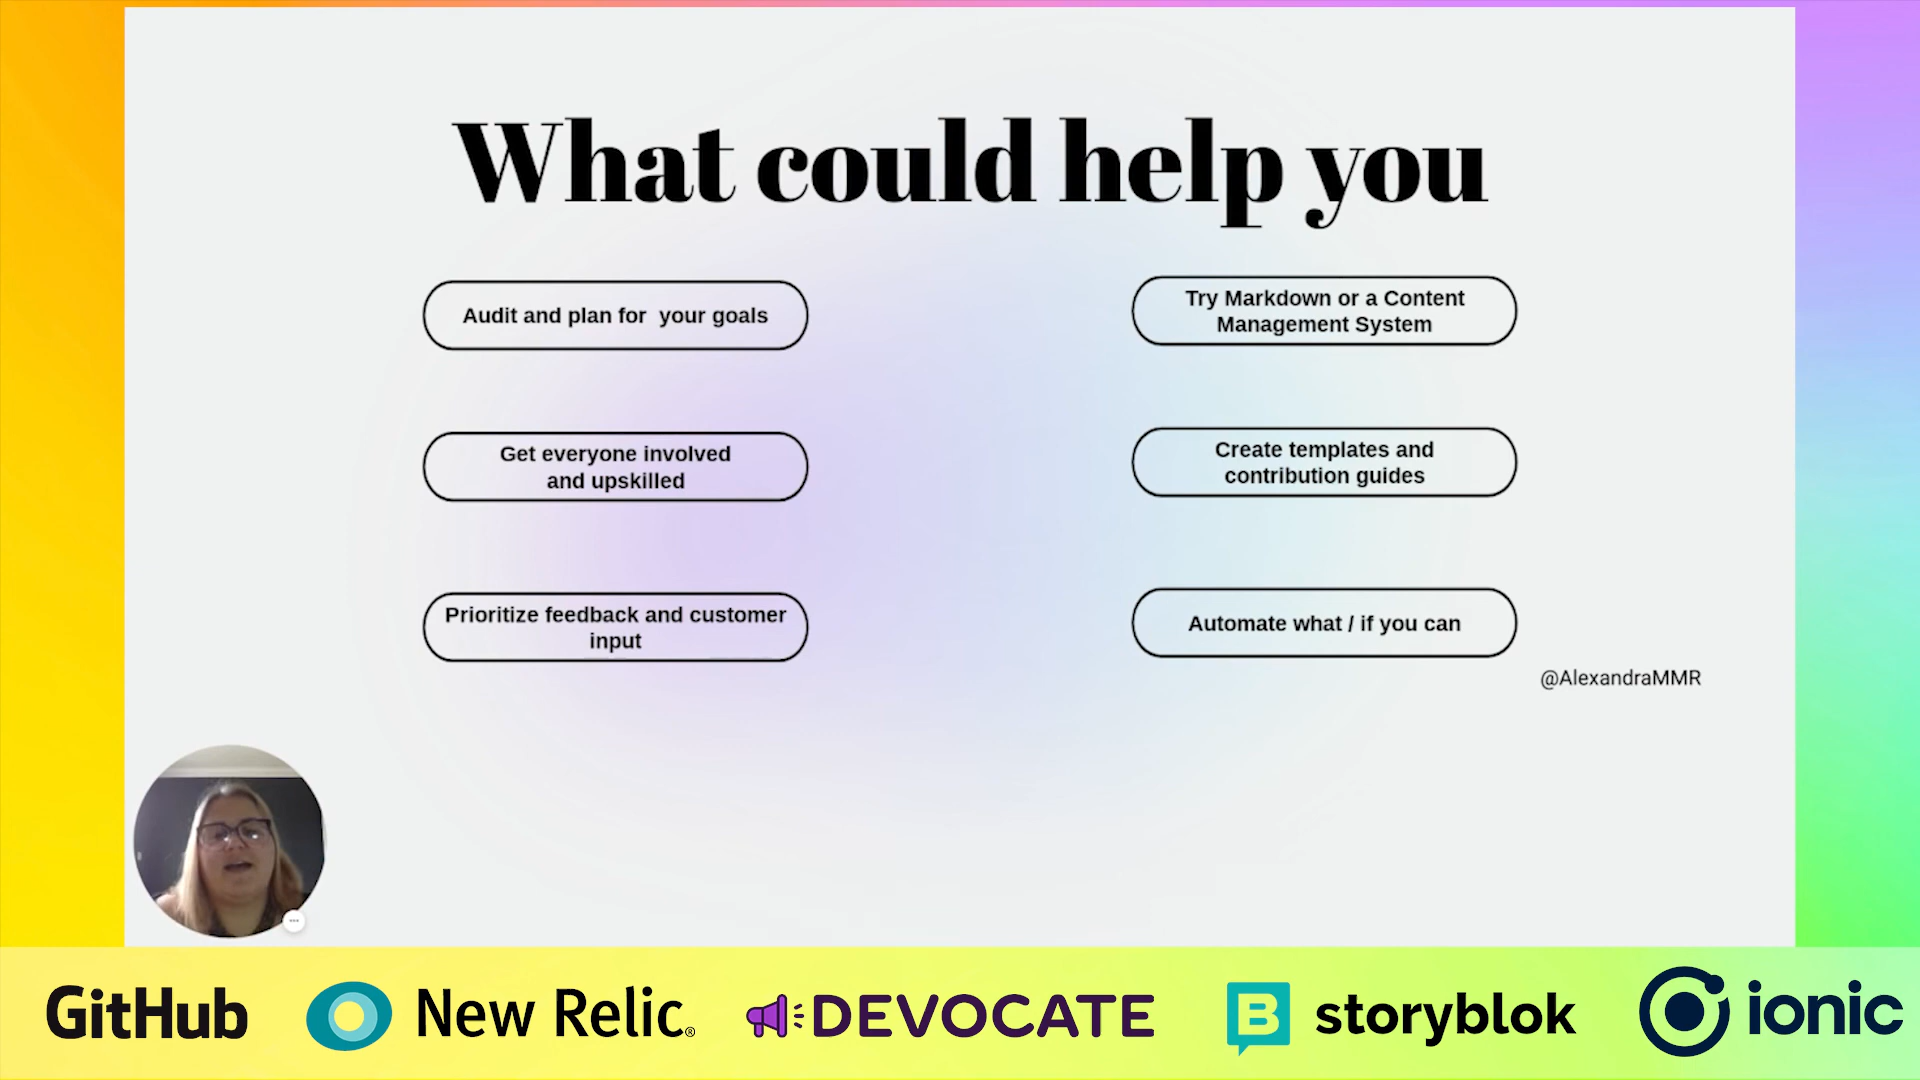 What could help you
Audit and plan for  your goals
Try Markdown or a Content
Management System
Get everyone involved
and upskilled
Create templates and
contribution guides
Prioritize feedback and customer
input
Automate what / if you can
@AlexandraMMR
GitHub
New Relic®
DEVOCATE
B storyblok
ionic